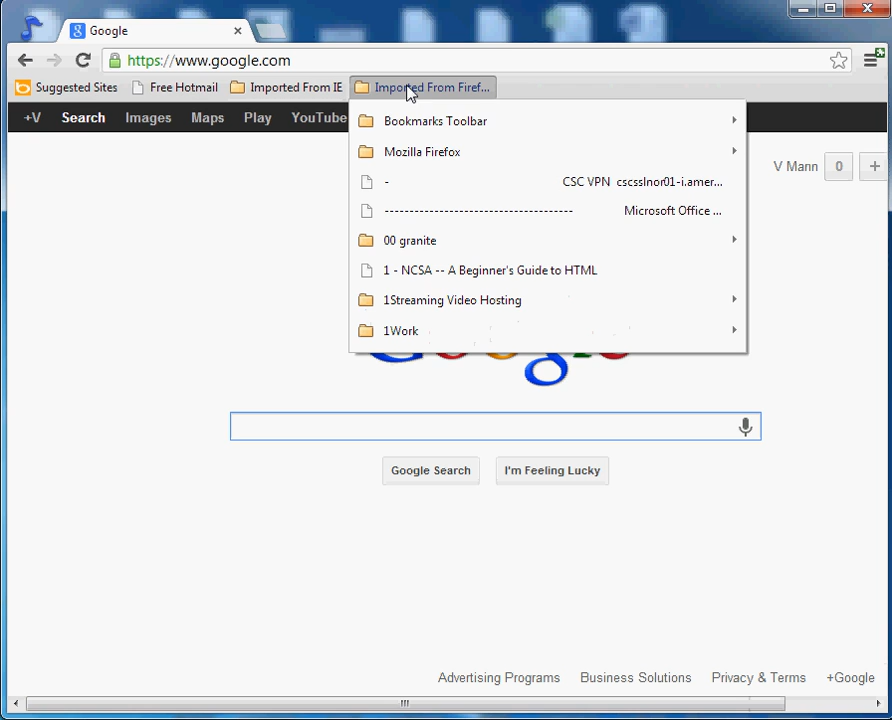 Google
https://www.google.com
Suggested Sites Free Hotmail Imported From IE Imported From Firef...
+V Search Images Maps Play YouTube
Bookmarks Toolbar
Mozilla Firefox
- CSC VPN cscsslnor01-i.amer...
-------------------------------------- Microsoft Office ...
00 granite
1 - NCSA -- A Beginner's Guide to HTML
1Streaming Video Hosting
1Work
V Mann 0 +
Google Search I'm Feeling Lucky
Advertising Programs Business Solutions Privacy & Terms +Google